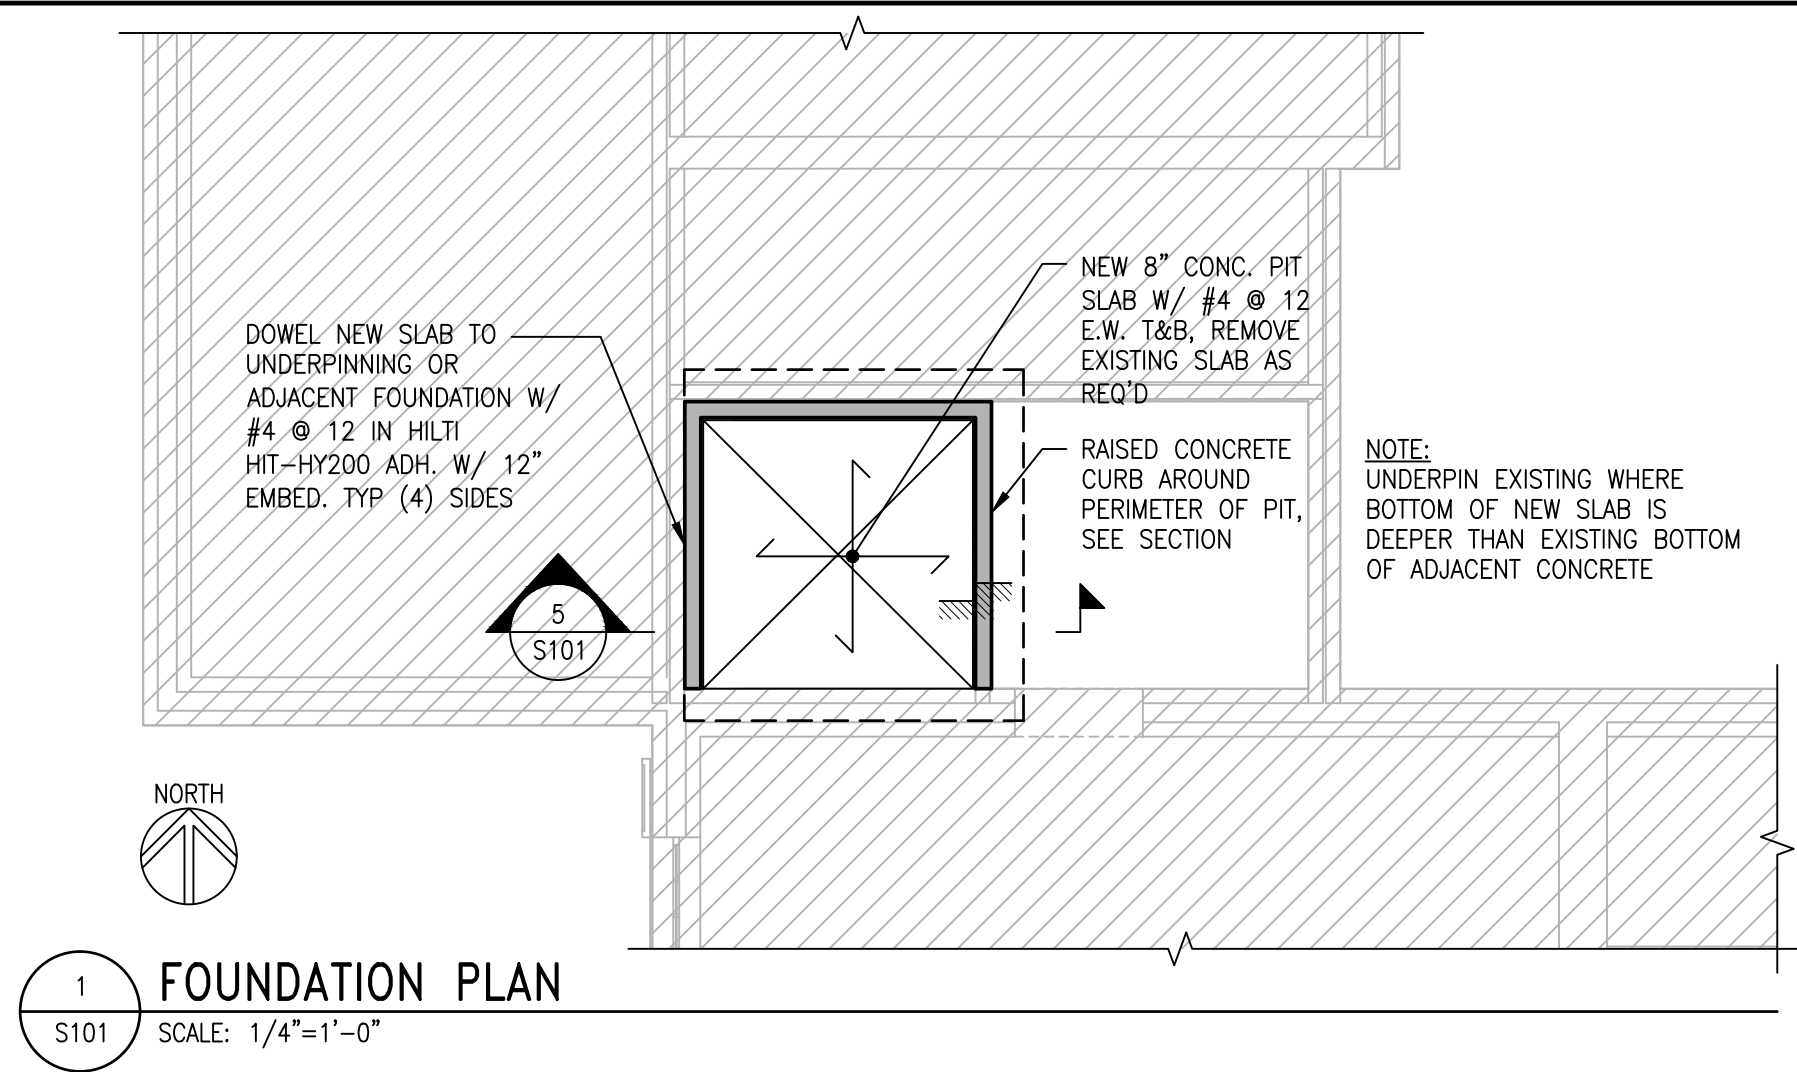 NEW 8" CONC. PIT
SLAB W/ #4 @ 12
E.W. T&B, REMOVE
EXISTING SLAB AS
REQ'D
DOWEL NEW SLAB TO
UNDERPINNING OR
ADJACENT FOUNDATION W/
#4 @ 12 IN HILTI
HIT-HY200 ADH. W/ 12"
EMBED. TYP (4) SIDES
RAISED CONCRETE
CURB AROUND
PERIMETER OF PIT,
SEE SECTION
NOTE:
UNDERPIN EXISTING WHERE
BOTTOM OF NEW SLAB IS
DEEPER THAN EXISTING BOTTOM
OF ADJACENT CONCRETE
5
S101
NORTH
1
S101
FOUNDATION PLAN
SCALE: 1/4"=1'-0"